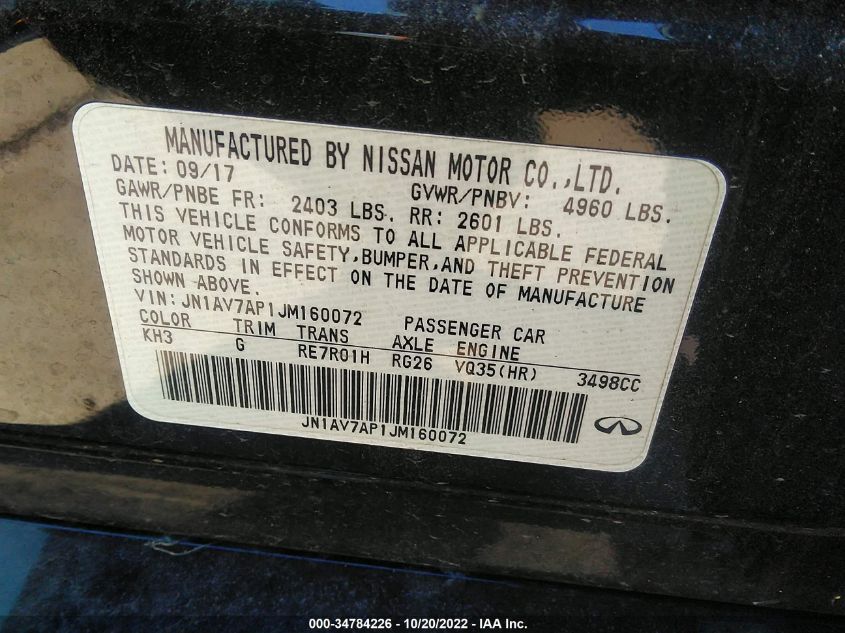 MANUFACTURED BY NISSAN MOTOR CO.,LTD.
DATE: 09/17 GVWR/PNBV: 4960 LBS.
GAWR/PNBE FR: 2403 LBS. RR: 2601 LBS.
THIS VEHICLE CONFORMS TO ALL APPLICABLE FEDERAL
MOTOR VEHICLE SAFETY,BUMPER,AND THEFT PREVENTION
STANDARDS IN EFFECT ON THE DATE OF MANUFACTURE
SHOWN ABOVE.
VIN: JN1AV7AP1JM160072 PASSENGER CAR
COLOR TRIM TRANS AXLE ENGINE
KH3 G RE7R01H RG26 VQ35(HR) 3498CC
JN1AV7AP1JM160072
000-34784226 - 10/20/2022 - IAA Inc.